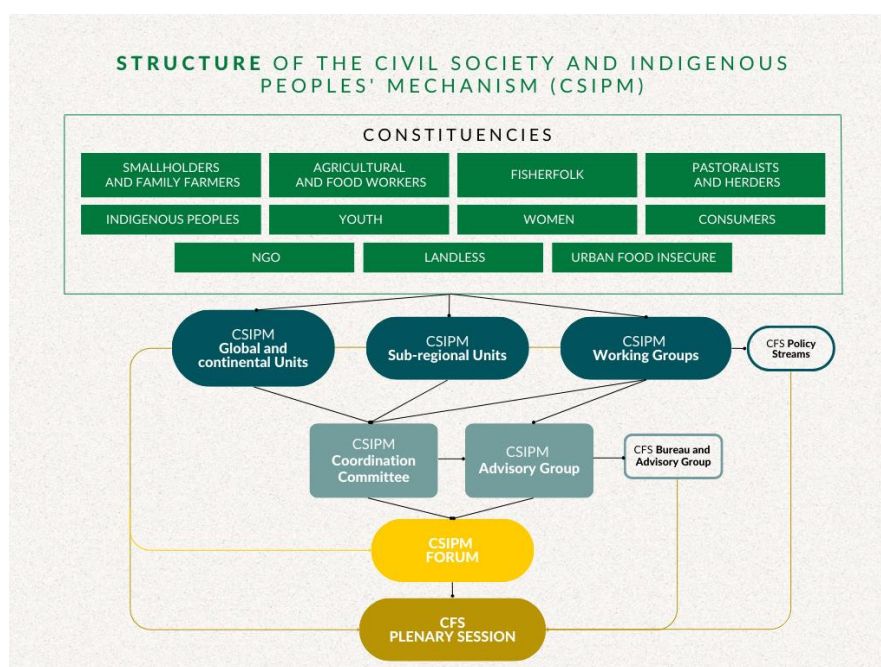 STRUCTURE OF THE CIVIL SOCIETY AND INDIGENOUS
PEOPLES' MECHANISM (CSIPM)
CONSTITUENCIES
SMALLHOLDERS
AND FAMILY FARMERS
AGRICULTURAL
AND FOOD WORKERS
FISHERFOLK
PASTORALISTS
AND HERDERS
INDIGENOUS PEOPLES
YOUTH
WOMEN
CONSUMERS
NGO
LANDLESS
URBAN FOOD INSECURE
CSIPM
Global and
continental Units
CSIPM
Sub-regional Units
CSIPM
Working Groups
CFS Policy
Streams
CSIPM
Coordination
Committee
CSIPM
Advisory Group
CFS Bureau and
Advisory Group
CSIPM
FORUM
CFS
PLENARY SESSION